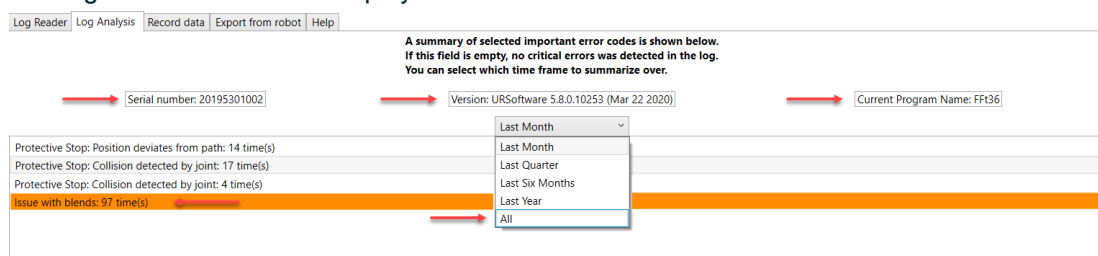 Log Reader Log Analysis Record data Export from robot Help
A summary of selected important error codes is shown below.
If this field is empty, no critical errors was detected in the log.
You can select which time frame to summarize over.
Serial number: 20195301002 Version: URSoftware 5.8.0.10253 (Mar 22 2020) Current Program Name: FFt36
Last Month
Protective Stop: Position deviates from path: 14 time(s) Last Month
Protective Stop: Collision detected by joint: 17 time(s) Last Quarter
Protective Stop: Collision detected by joint: 4 time(s) Last Six Months
Issue with blends: 97 time(s) Last Year
All